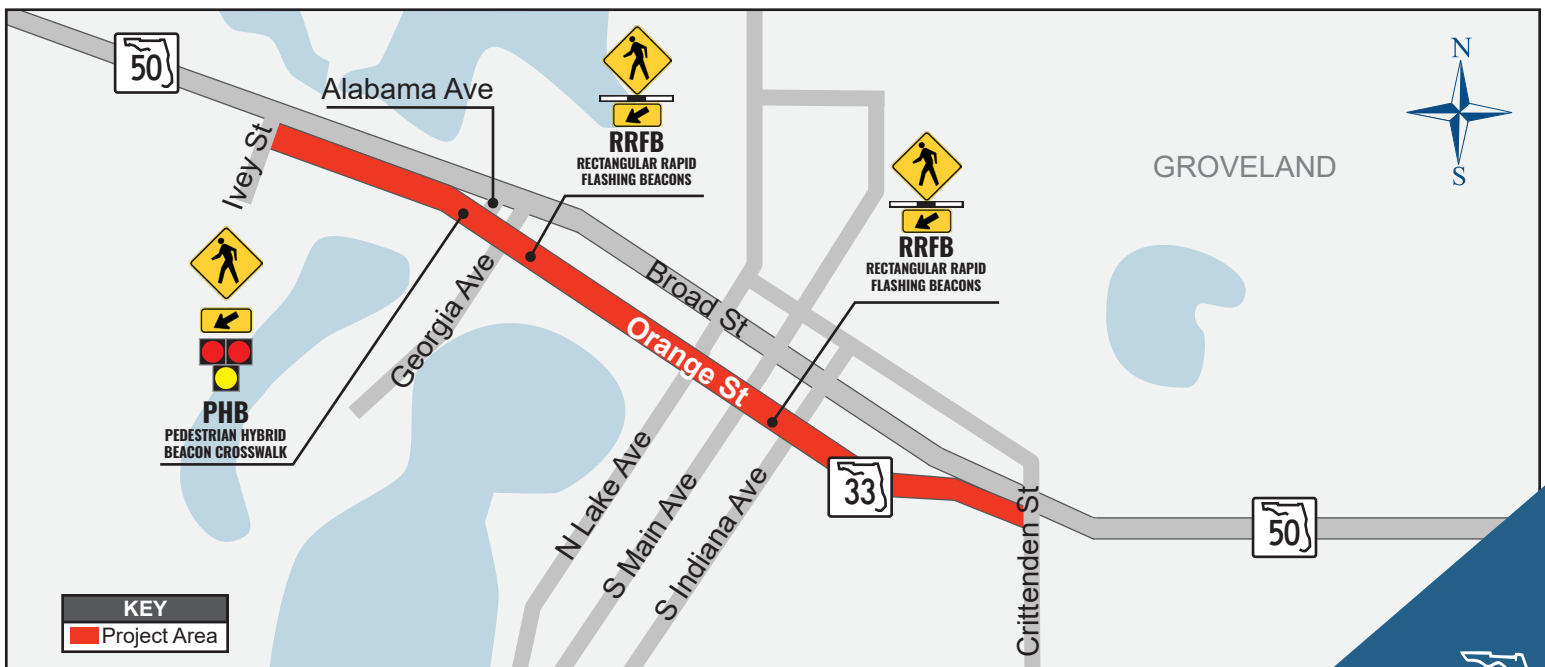 50
Alabama Ave
RRFB
RECTANGULAR RAPID
FLASHING BEACONS
N
S
GROVELAND
Ivey St
RRFB
RECTANGULAR RAPID
FLASHING BEACONS
Georgia Ave
Broad St
Orange St
PHB
PEDESTRIAN HYBRID
BEACON CROSSWALK
33
50
N Lake Ave
S Main Ave
S Indiana Ave
Crittenden St
KEY
Project Area